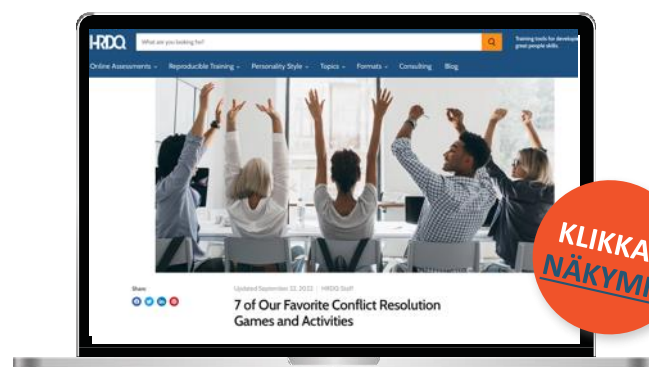 HRDQ
What are you looking for?
Training tools for develop
great people skills.
Online Assessments
Reproducible Training
Personality Style
Topics
Formats
Consulting
Blog
Share:
Updated September 22, 2022 | HRDQ Staff
7 of Our Favorite Conflict Resolution
Games and Activities
KLIKKA
NÄKYMÄ